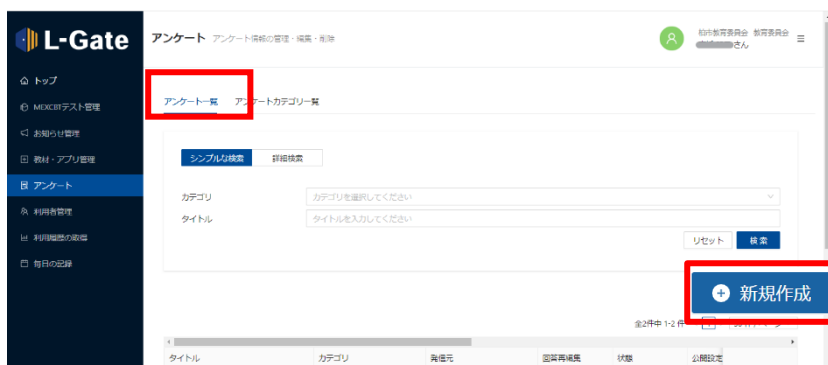 L-Gate
アンケート アンケート情報の管理・編集・削除
柏市教育委員会 教育委員会
さん
トップ
MEXCBTテスト管理
お知らせ管理
教材・アプリ管理
アンケート
利用者管理
利用履歴の取得
毎日の記録
アンケート一覧 アンケートカテゴリ一覧
シンプルな検索 詳細検索
カテゴリ カテゴリを選択してください
タイトル タイトルを入力してください
リセット 検索
新規作成
全2件中 1-2 件
タイトル カテゴリ 発信元 回答再編集 状態 公開設定